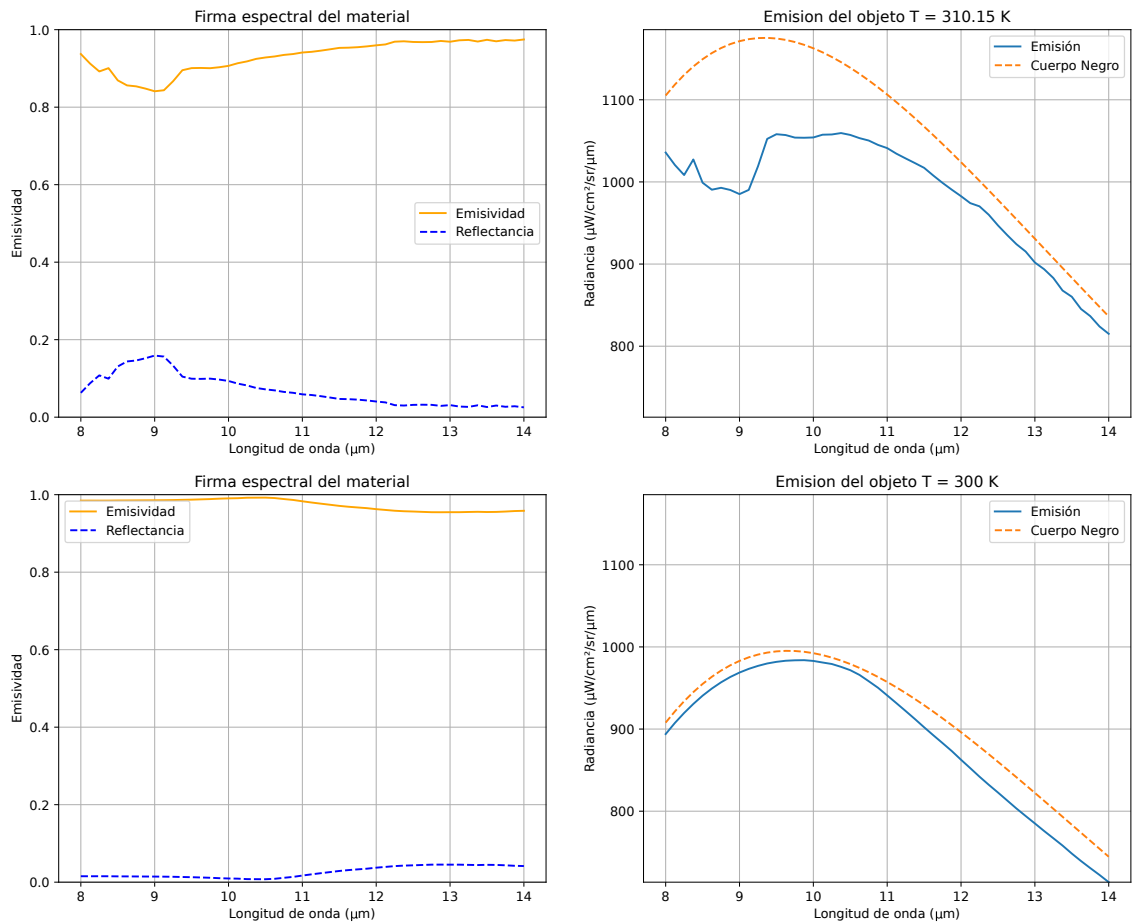 Firma espectral del material
Emisividad
1.0
0.8
0.6
0.4
0.2
0.0
Emisividad
Reflectancia
8 9 10 11 12 13 14
Longitud de onda (μm)
Emision del objeto T = 310.15 K
Radiancia (μW/cm²/sr/μm)
1100
1000
900
800
Emisión
Cuerpo Negro
8 9 10 11 12 13 14
Longitud de onda (μm)
Firma espectral del material
Emisividad
1.0
0.8
0.6
0.4
0.2
0.0
Emisividad
Reflectancia
8 9 10 11 12 13 14
Longitud de onda (μm)
Emision del objeto T = 300 K
Radiancia (μW/cm²/sr/μm)
1100
1000
900
800
Emisión
Cuerpo Negro
8 9 10 11 12 13 14
Longitud de onda (μm)